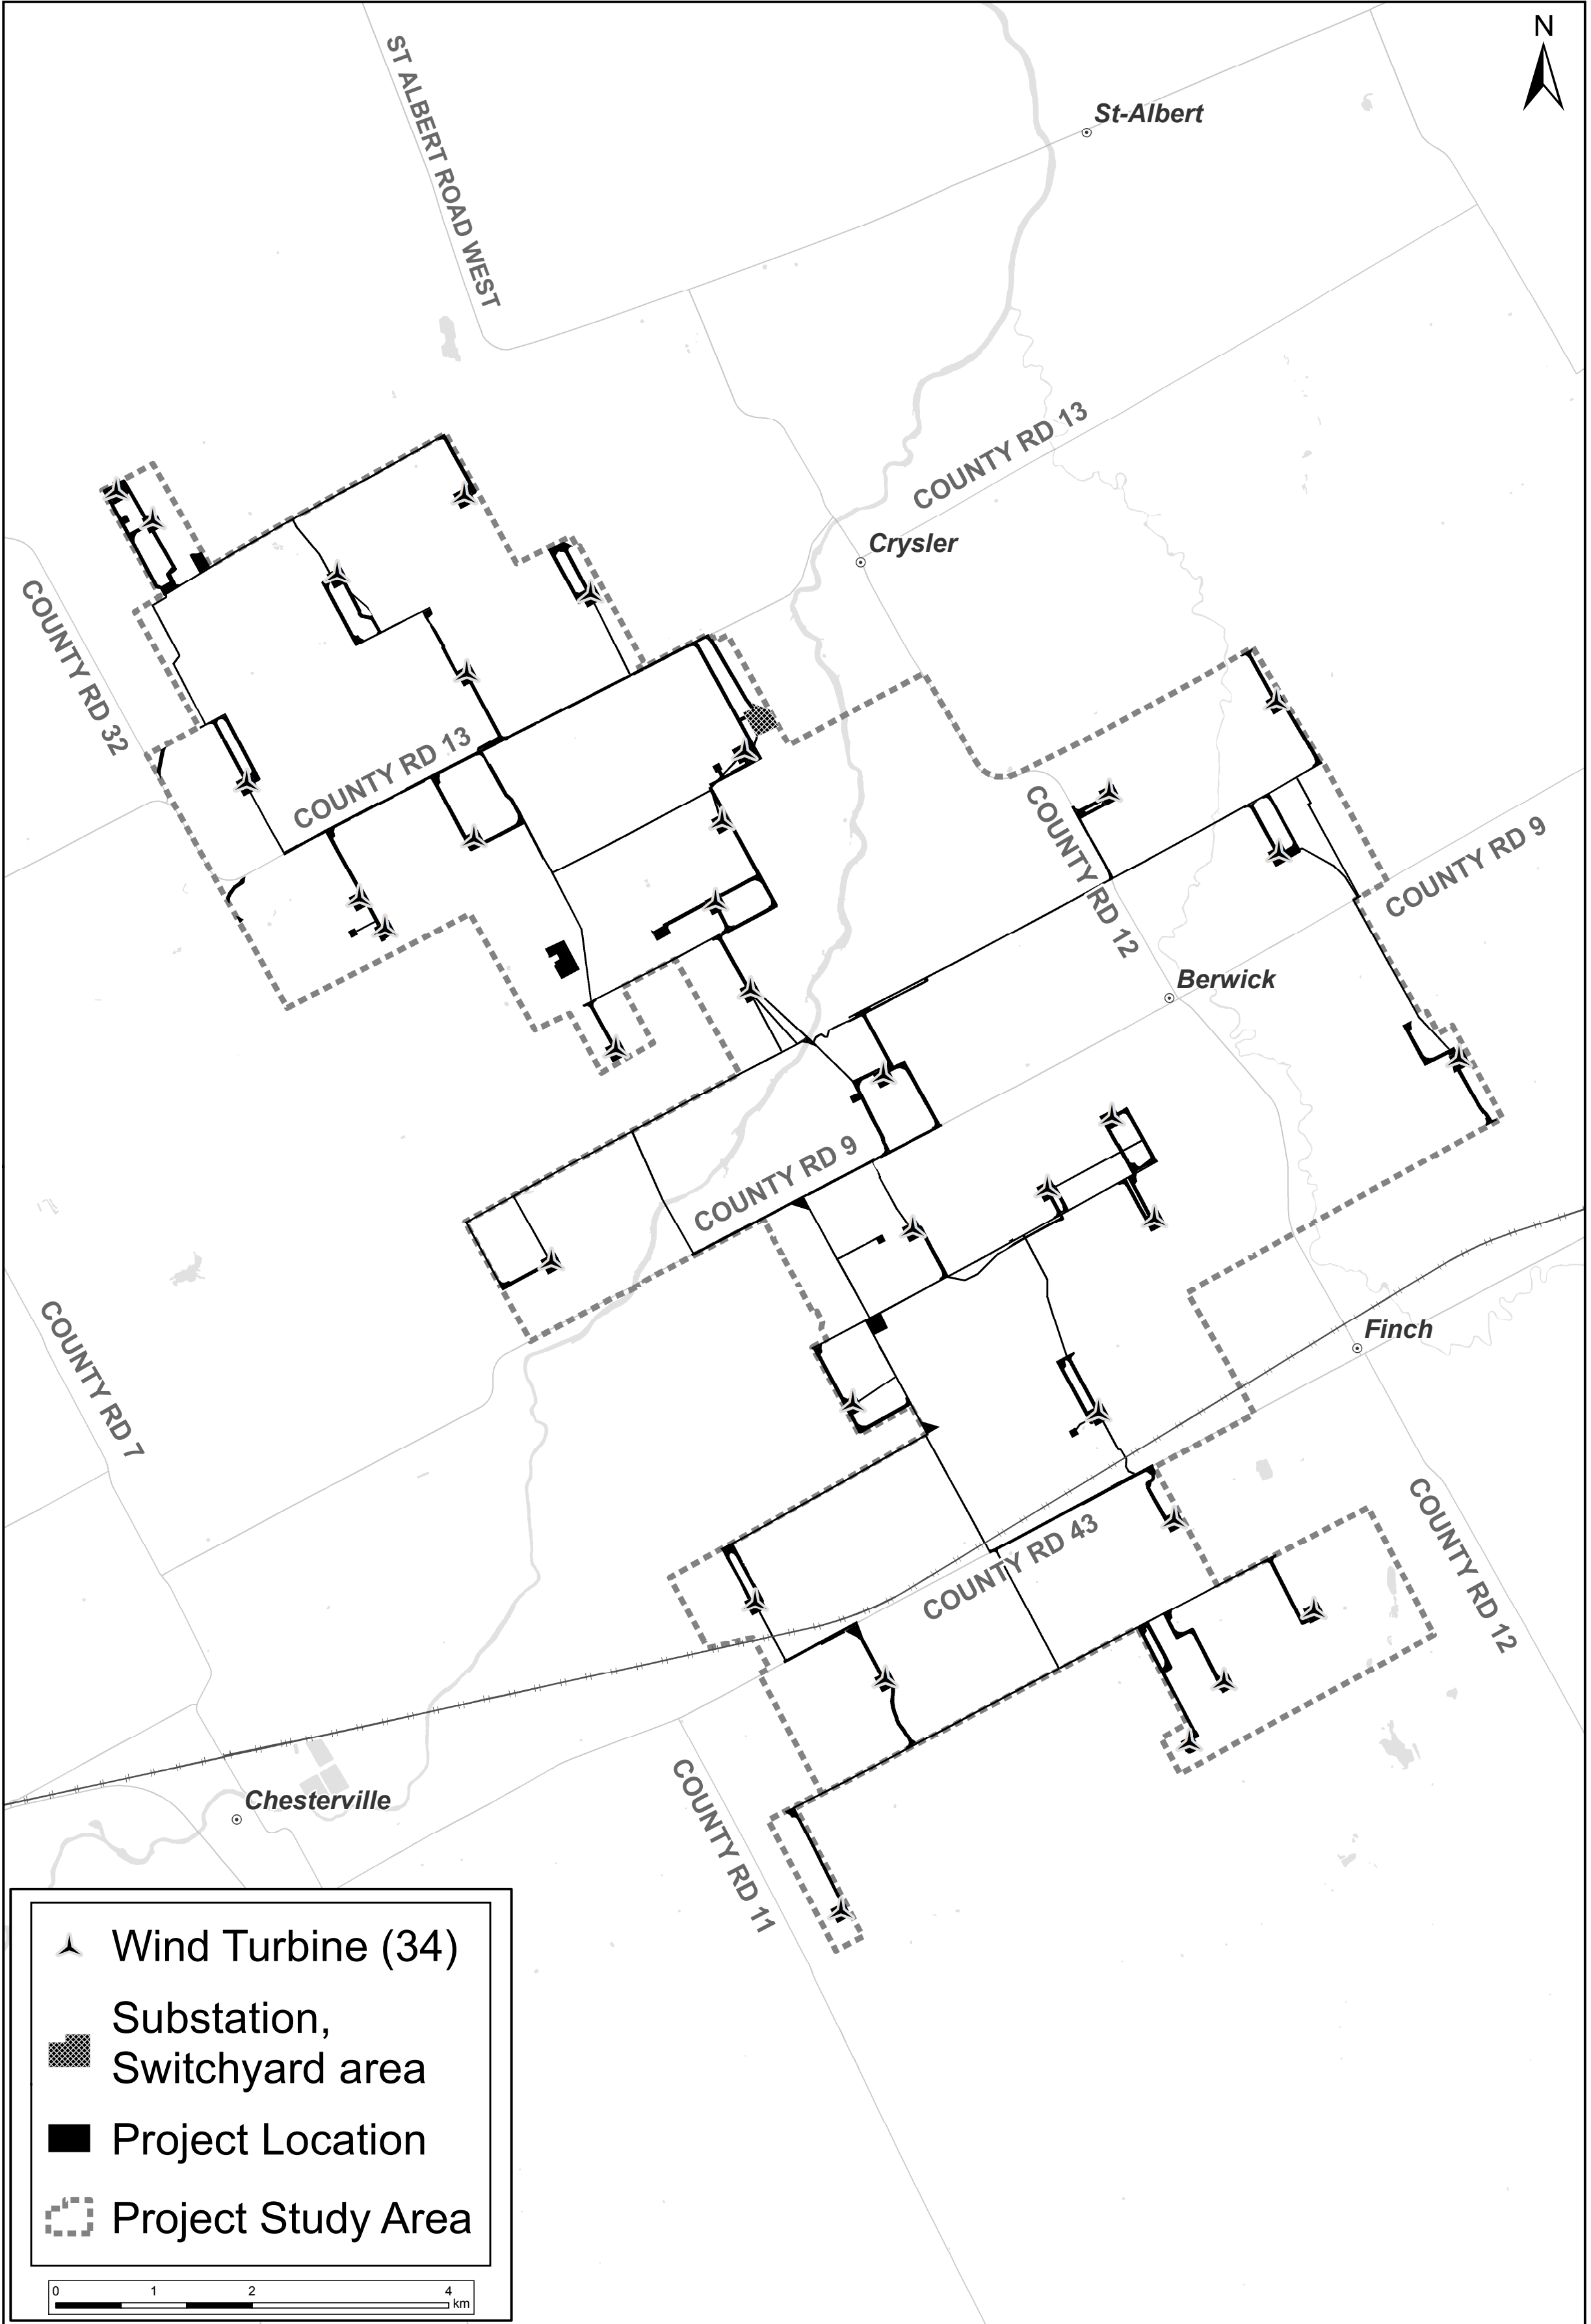 N
ST ALBERT ROAD WEST
St-Albert
COUNTY RD 13
Crysler
COUNTY RD 32
COUNTY RD 13
COUNTY RD 12
COUNTY RD 9
Berwick
COUNTY RD 9
COUNTY RD 7
Finch
COUNTY RD 12
COUNTY RD 43
Chesterville
COUNTY RD 11
Wind Turbine (34)
Substation,
Switchyard area
Project Location
Project Study Area
0 1 2 4
km